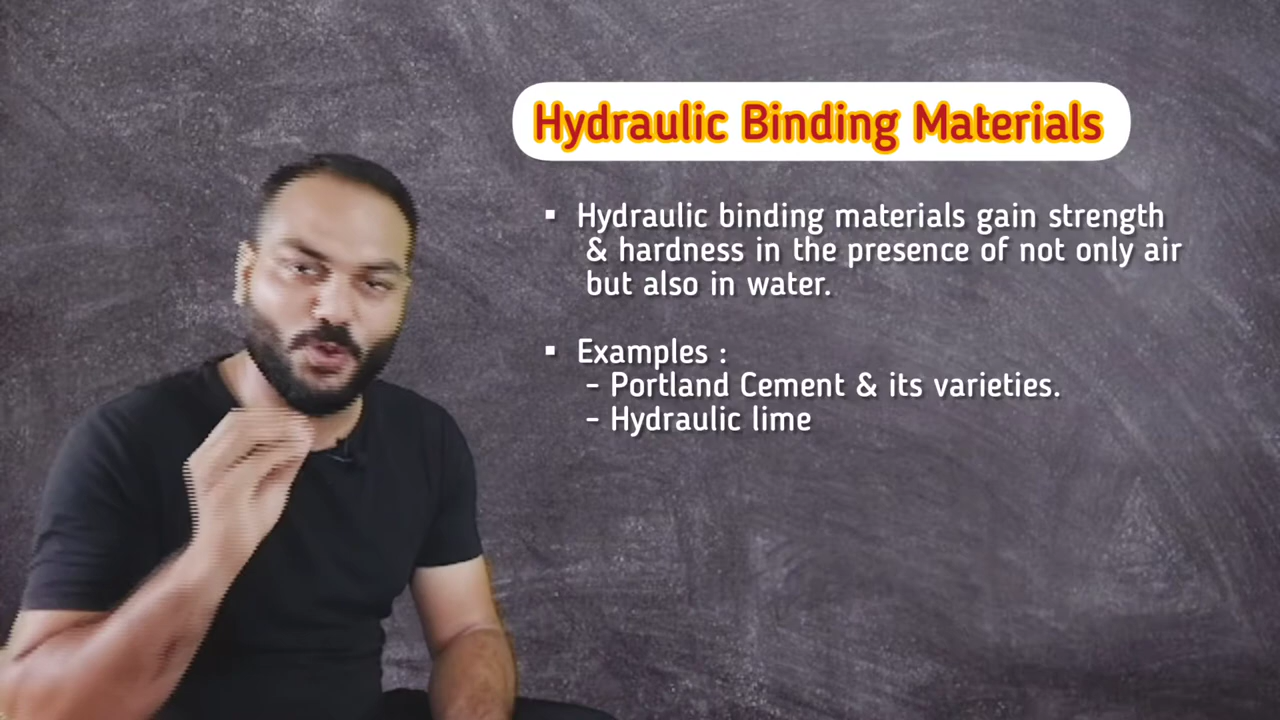 Hydraulic Binding Materials
▪ Hydraulic binding materials gain strength
& hardness in the presence of not only air
but also in water.
▪ Examples :
- Portland Cement & its varieties.
- Hydraulic lime